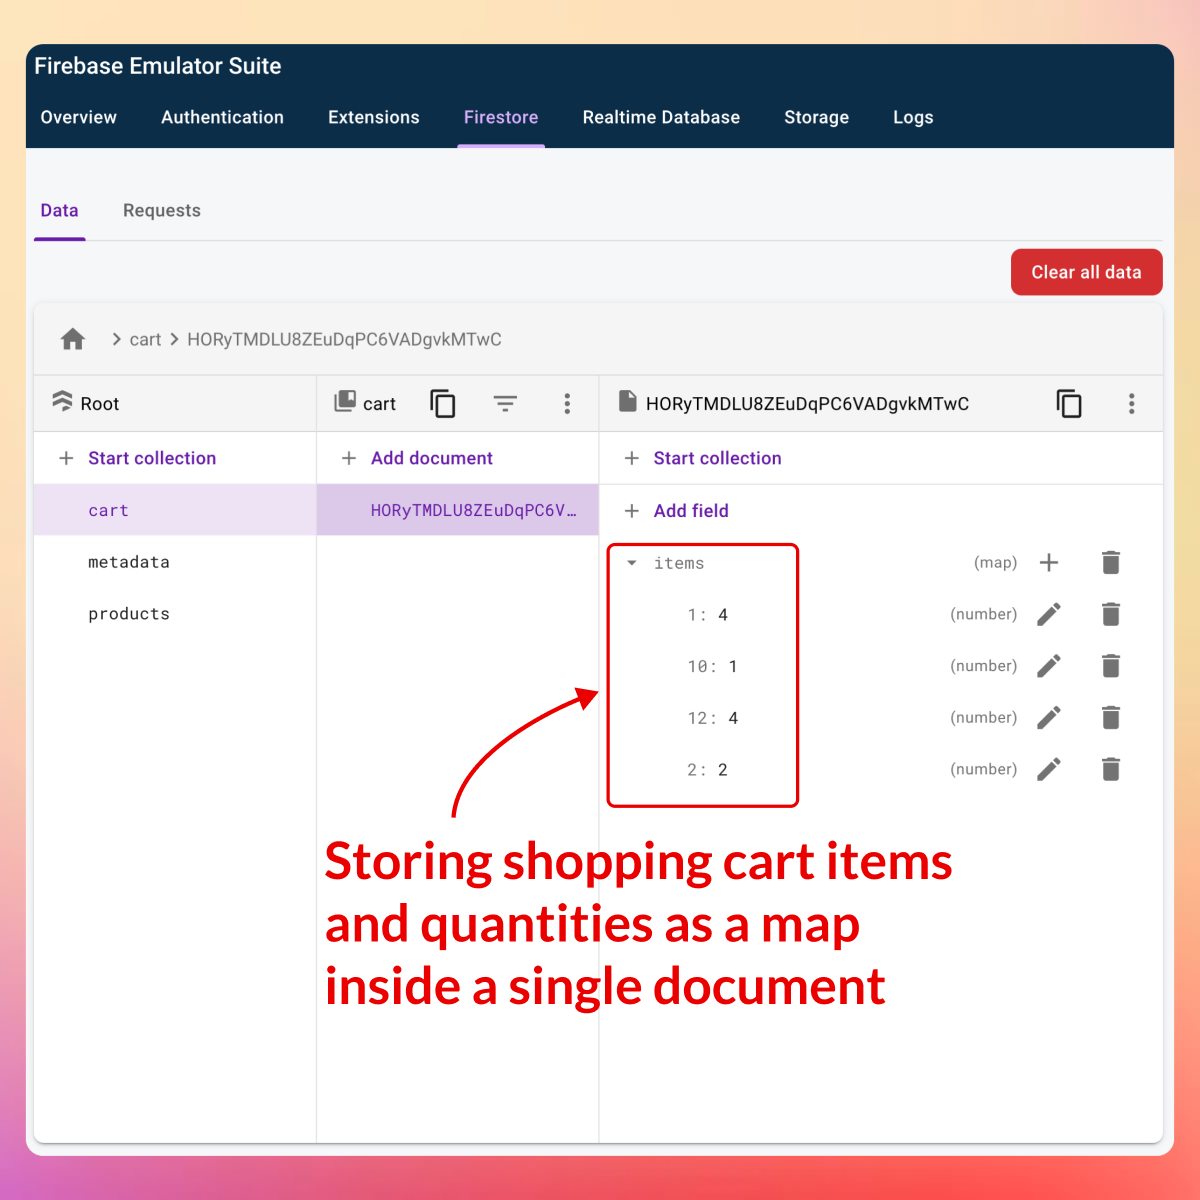 Firebase Emulator Suite
Overview Authentication Extensions Firestore Realtime Database Storage Logs
Data Requests
Clear all data
cart HORyTMDLU8ZEuDqPC6VADgvkMTwC
Root cart HORyTMDLU8ZEuDqPC6VADgvkMTwC
+ Start collection + Add document + Start collection
cart HORyTMDLU8ZEuDqPC6V… + Add field
metadata items (map)
products 1: 4 (number)
10: 1 (number)
12: 4 (number)
2: 2 (number)
Storing shopping cart items
and quantities as a map
inside a single document